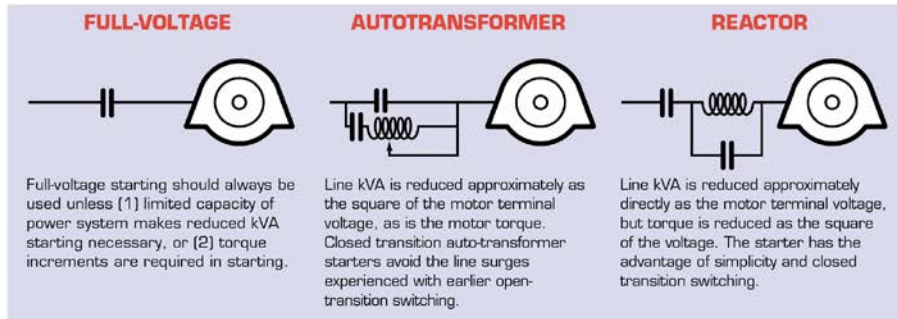 FULL-VOLTAGE
Full-voltage starting should always be
used unless (1) limited capacity of
power system makes reduced kVA
starting necessary, or (2) torque
increments are required in starting.
AUTOTRANSFORMER
Line kVA is reduced approximately as
the square of the motor terminal
voltage, as is the motor torque.
Closed transition auto-transformer
starters avoid the line surges
experienced with earlier open-
transition switching.
REACTOR
Line kVA is reduced approximately
directly as the motor terminal voltage,
but torque is reduced as the square
of the voltage. The starter has the
advantage of simplicity and closed
transition switching.